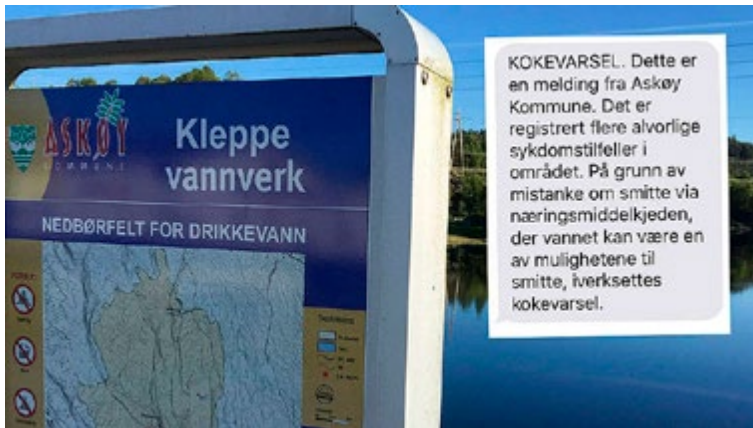 ASKØY
KOMMUNE
Kleppe
vannverk
NEDBØRFELT FOR DRIKKEVANN
KOKEVARSEL. Dette er
en melding fra Askøy
Kommune. Det er
registrert flere alvorlige
sykdomstilfeller i
området. På grunn av
mistanke om smitte via
næringsmiddelkjeden,
der vannet kan være en
av mulighetene til
smitte, iverksettes
kokevarsel.